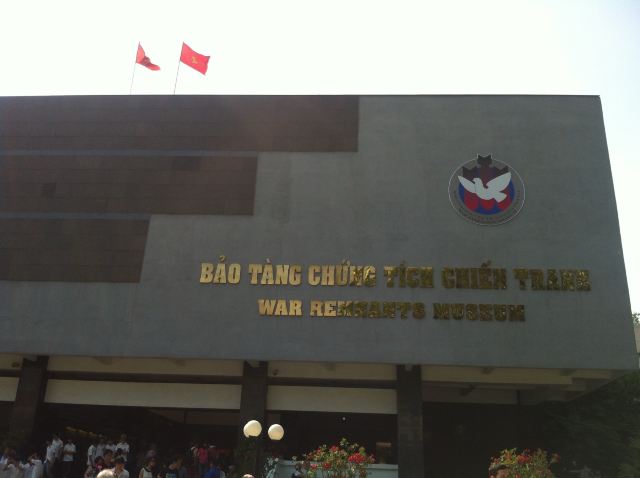 BẢO TÀNG CHỨNG TÍCH CHIẾN TRANH
WAR REMNANTS MUSEUM